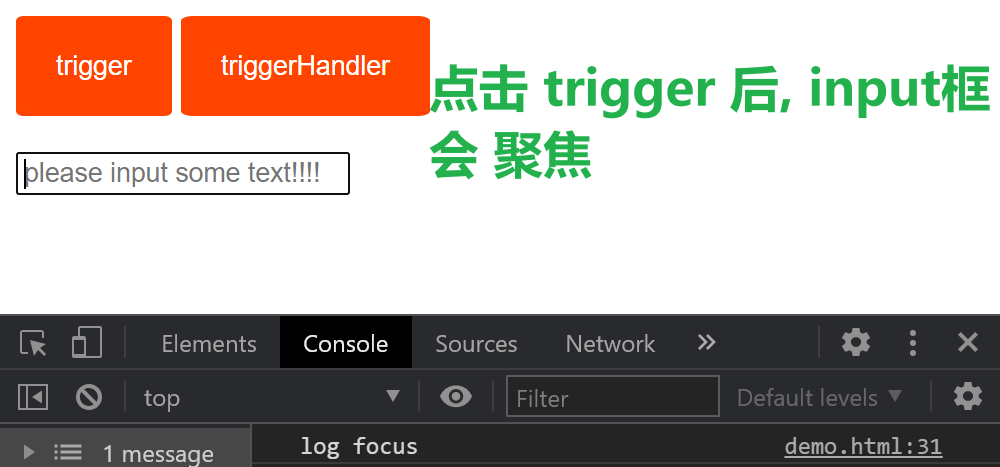 trigger triggerHandler
点击 trigger 后, input框
会 聚焦
please input some text!!!!
Elements Console Sources Network
top Filter Default levels
1 message log focus demo.html:31